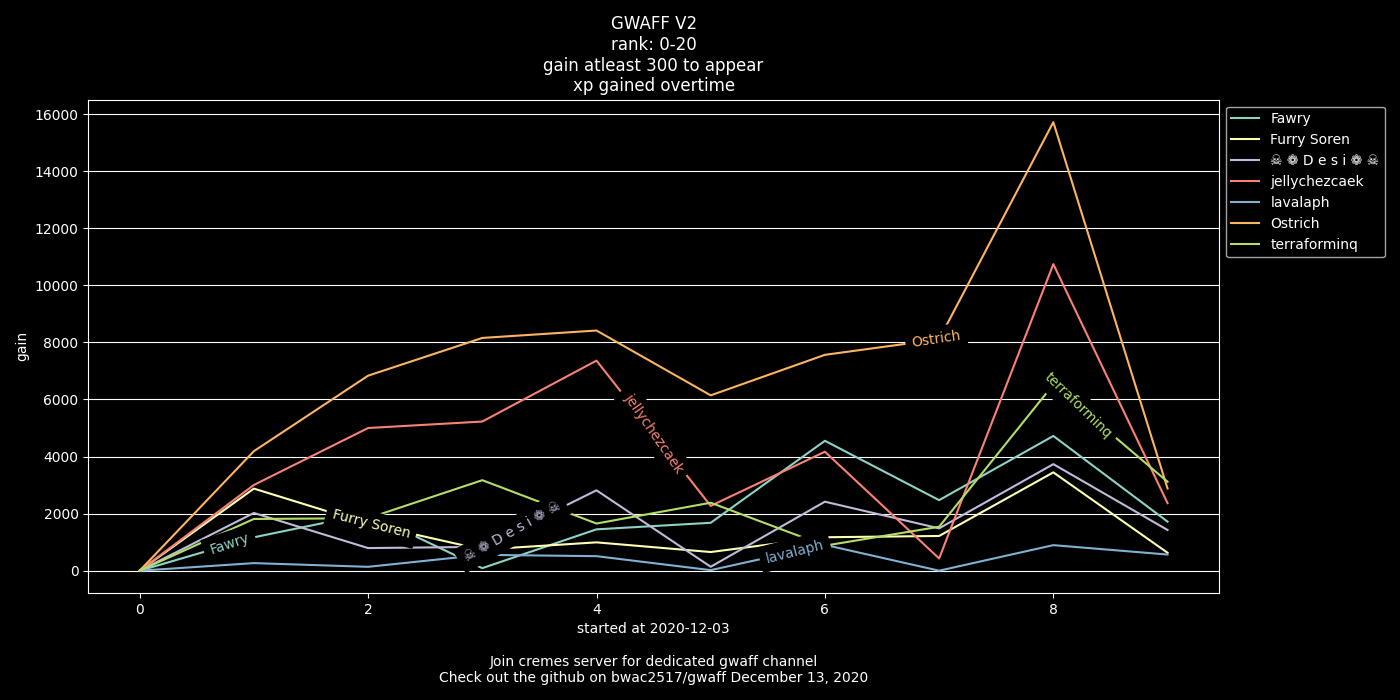 GWAFF V2
rank: 0-20
gain atleast 300 to appear
xp gained overtime
gain
16000
14000
12000
10000
8000
6000
4000
2000
0
Fawry
Furry Soren
☠ ❁ D e s i ❁ ☠
jellychezcaek
Ostrich
lavalaph
terraforminq
0
2
4
6
8
started at 2020-12-03
Fawry
Furry Soren
☠ ❁ D e s i ❁ ☠
jellychezcaek
lavalaph
Ostrich
terraforminq
Join cremes server for dedicated gwaff channel
Check out the github on bwac2517/gwaff December 13, 2020